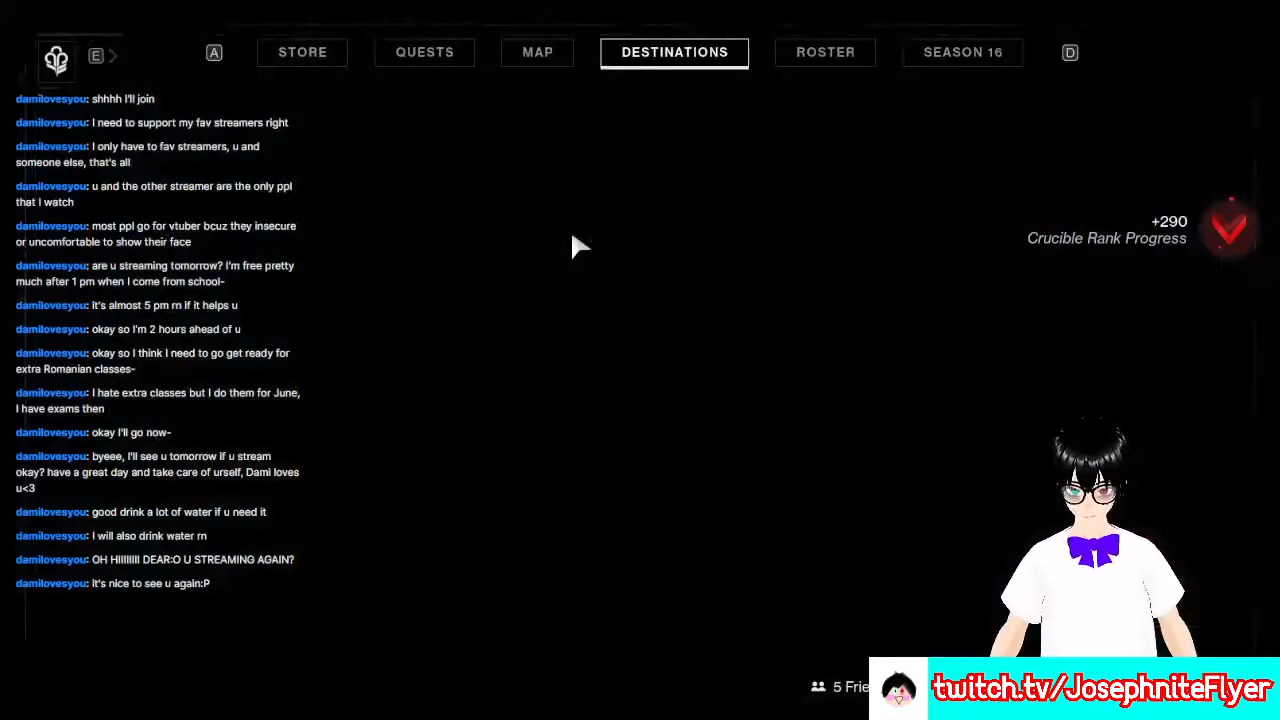 E
A
STORE
QUESTS
MAP
DESTINATIONS
ROSTER
SEASON 16
D
damilovesyou: shhhh I'll join
damilovesyou: I need to support my fav streamers right
damilovesyou: I only have to fav streamers, u and
someone else, that's all
damilovesyou: u and the other streamer are the only ppl
that I watch
damilovesyou: most ppl go for vtuber bcuz they insecure
or uncomfortable to show their face
damilovesyou: are u streaming tomorrow? I'm free pretty
much after 1 pm when I come from school-
damilovesyou: it's almost 5 pm rn if it helps u
damilovesyou: okay so I'm 2 hours ahead of u
damilovesyou: okay so I think I need to go get ready for
extra Romanian classes-
damilovesyou: I hate extra classes but I do them for June,
I have exams then
damilovesyou: okay I'll go now-
damilovesyou: byeee, I'll see u tomorrow if u stream
okay? have a great day and take care of urself, Dami loves
u<3
damilovesyou: good drink a lot of water if u need it
damilovesyou: I will also drink water rn
damilovesyou: OH HIIIIIIIII DEAR:O U STREAMING AGAIN?
damilovesyou: it's nice to see u again:P
+290
Crucible Rank Progress
5 Frie
twitch.tv/JosephniteFlyer